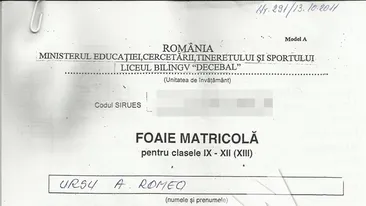 Nr. 291/13.10.2011
Model A
ROMÂNIA
MINISTERUL EDUCAŢIEI,CERCETĂRII,TINERETULUI ŞI SPORTULUI
LICEUL BILINGV "DECEBAL"
(Unitatea de învăţământ)
Codul SIRUES
FOAIE MATRICOLĂ
pentru clasele IX - XII (XIII)
URSU A. ROMEO
(numele şi prenumele)